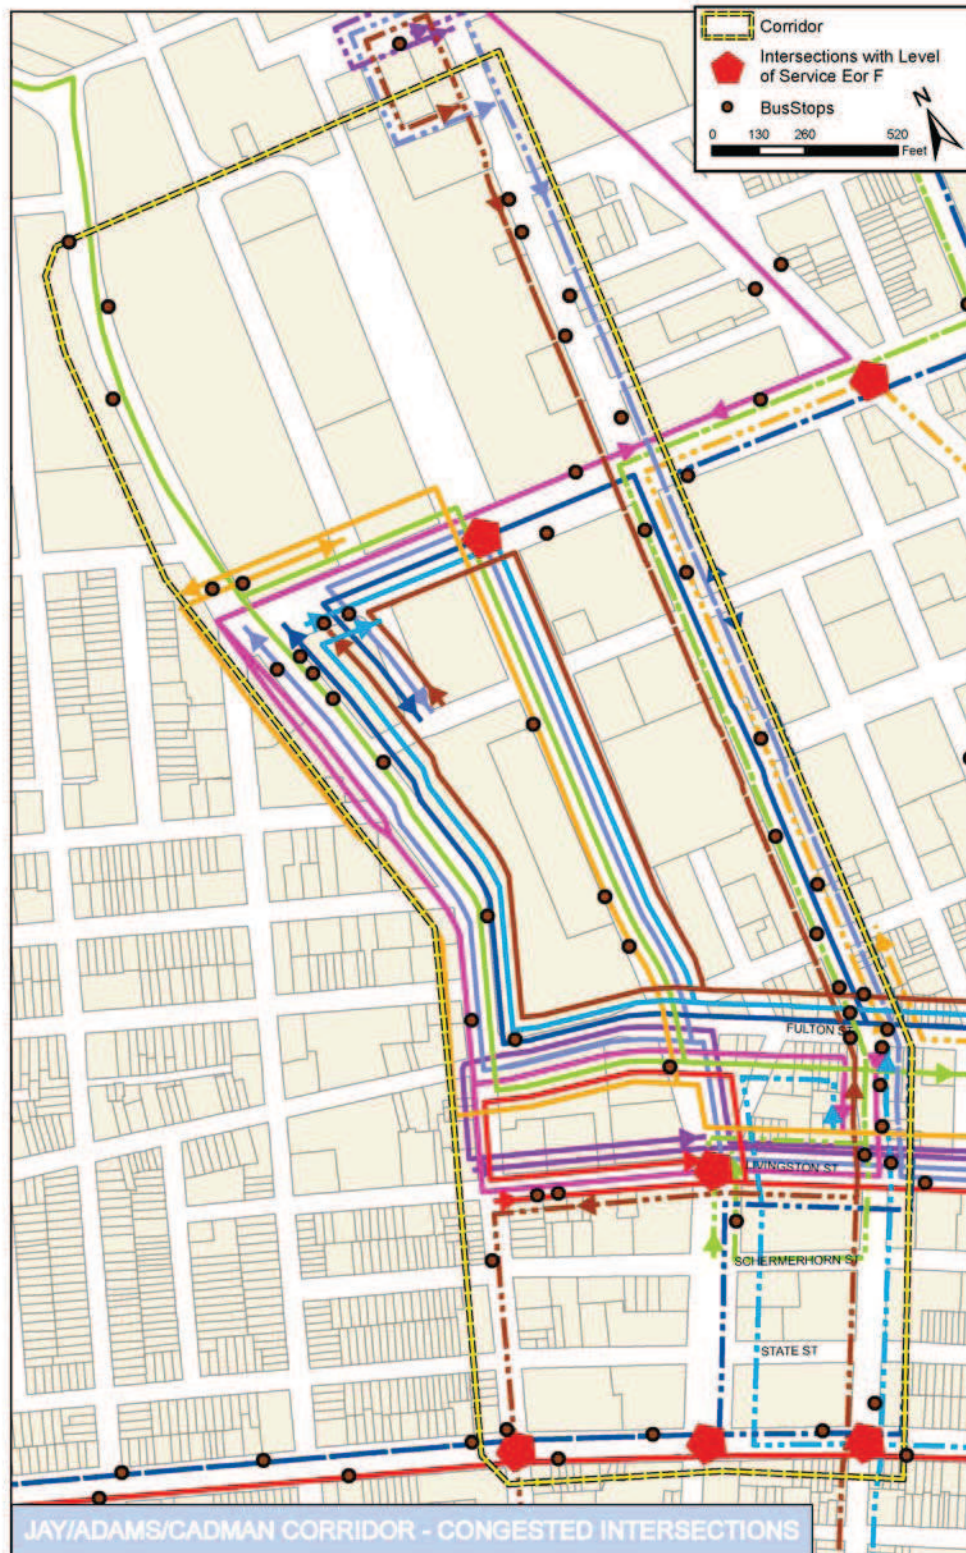 Corridor
Intersections with Level
of Service Eor F
BusStops
N
0 130 260 520
Feet
FULTON ST
LIVINGSTON ST
SCHERMERHORN ST
STATE ST
JAY/ADAMS/CADMAN CORRIDOR - CONGESTED INTERSECTIONS